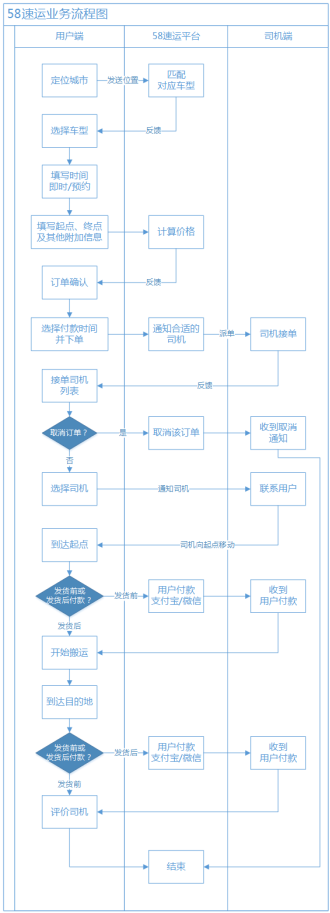 58速运业务流程图
用户端
58速运平台
司机端
定位城市
发送位置
匹配
对应车型
选择车型
反馈
填写时间
即时/预约
填写起点、终点
及其他附加信息
计算价格
订单确认
反馈
选择付款时间
并下单
通知合适的
司机
派单
司机接单
接单司机
列表
反馈
取消订单？
是
取消该订单
收到取消
通知
否
选择司机
通知司机
联系用户
到达起点
司机向起点移动
发货前或
发货后付款？
发货前
用户付款
支付宝/微信
收到
用户付款
发货后
开始搬运
到达目的地
发货前或
发货后付款？
发货后
用户付款
支付宝/微信
收到
用户付款
发货前
评价司机
结束